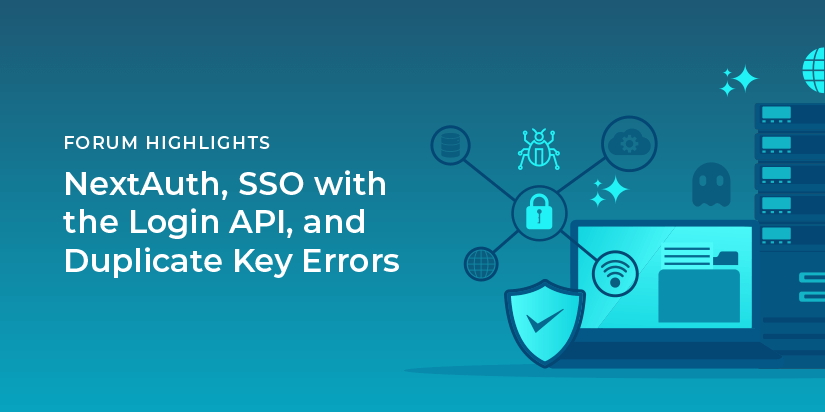 FORUM HIGHLIGHTS
NextAuth, SSO with
the Login API, and
Duplicate Key Errors